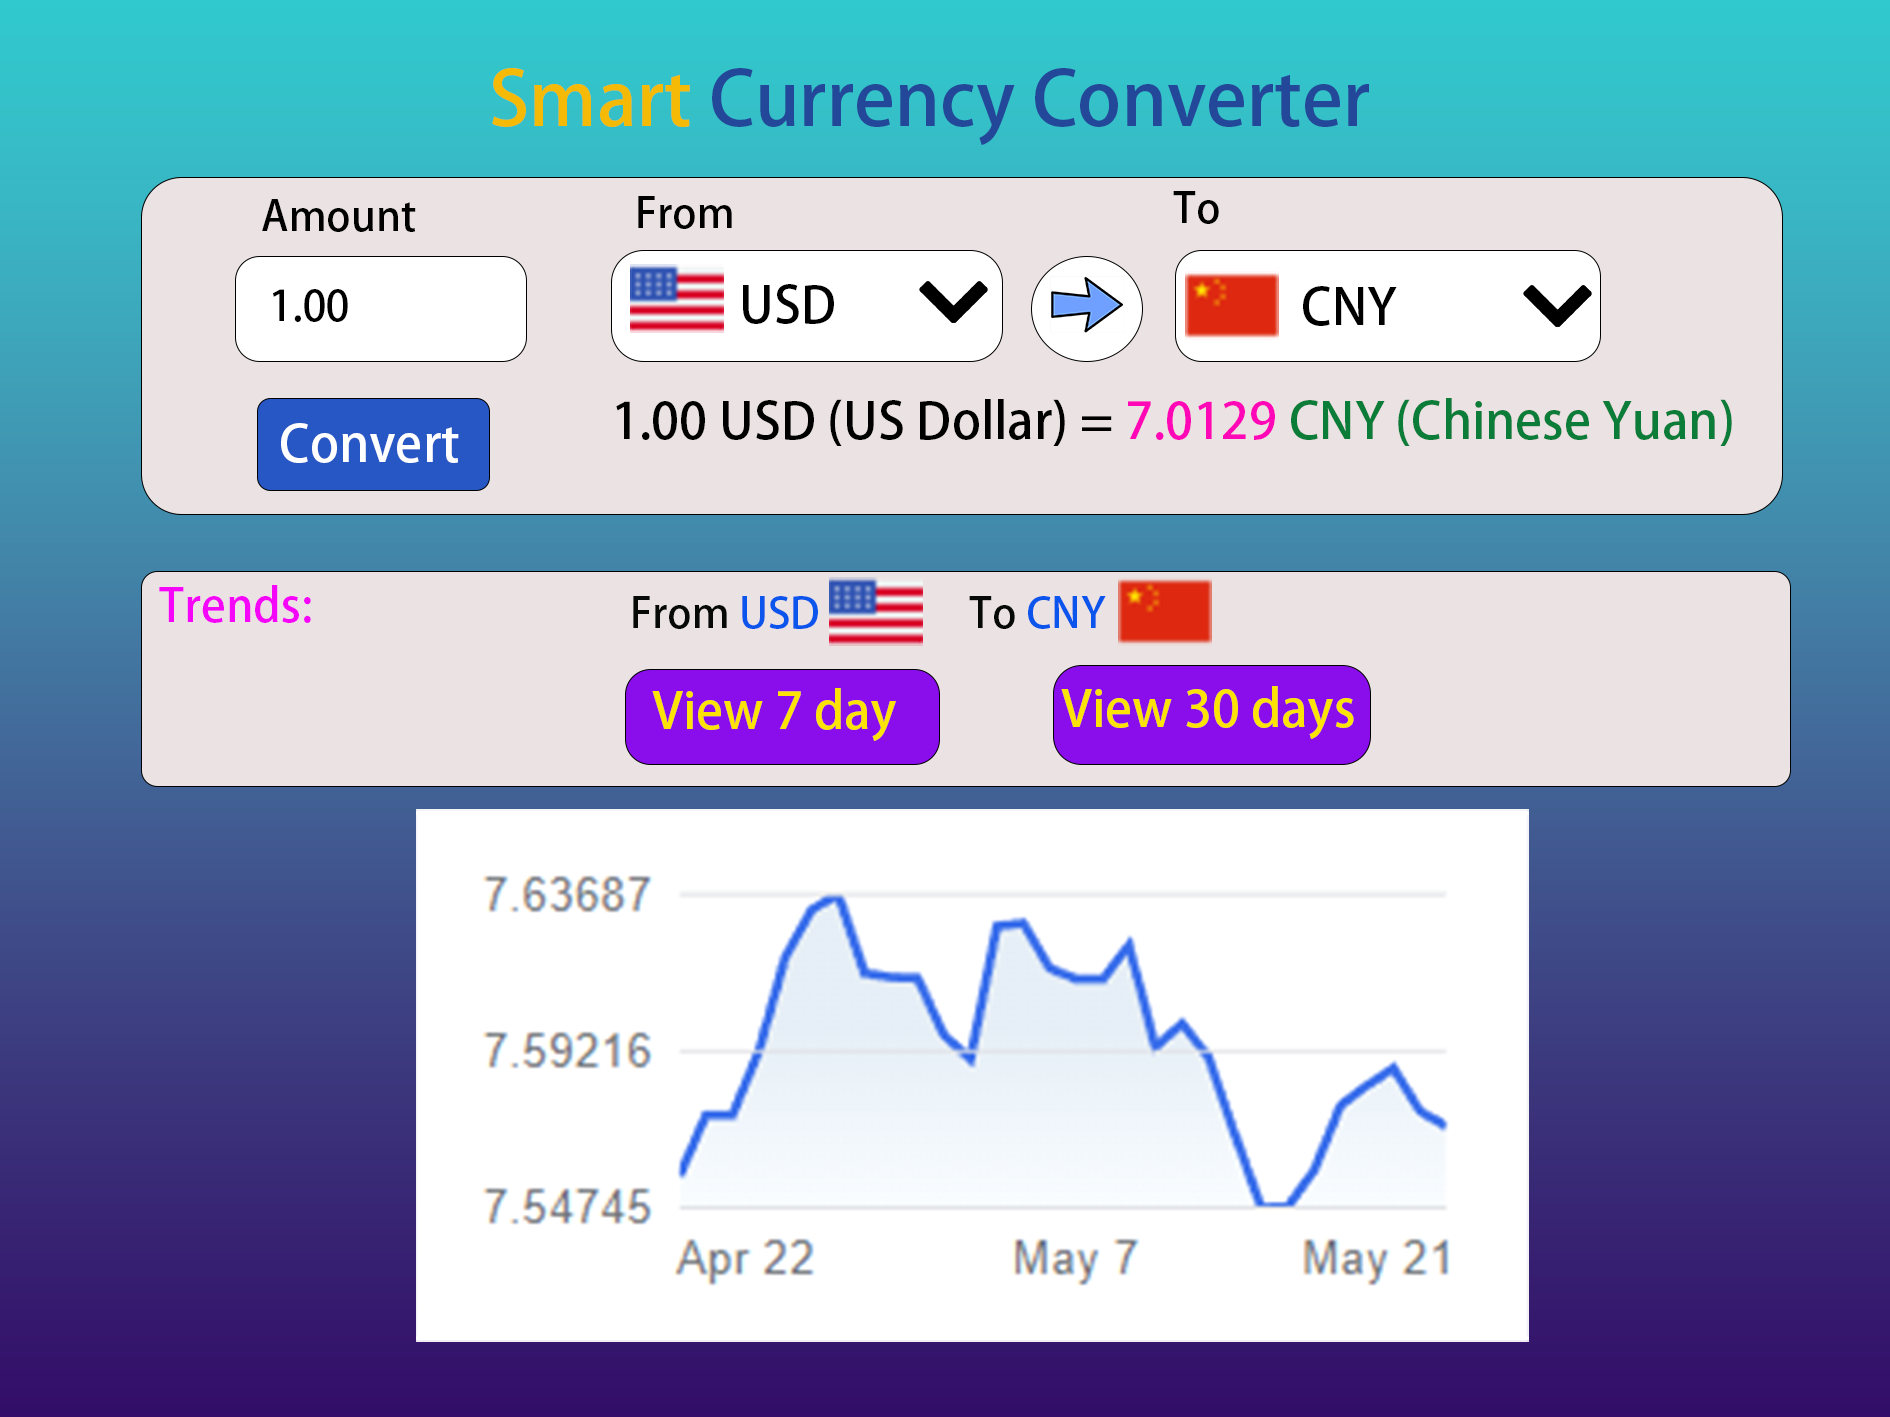 Smart Currency Converter
Amount
From
To
1.00
USD
CNY
Convert
1.00 USD (US Dollar) = 7.0129 CNY (Chinese Yuan)
Trends:
From USD
To CNY
View 7 day
View 30 days
7.63687
7.59216
7.54745
Apr 22
May 7
May 21